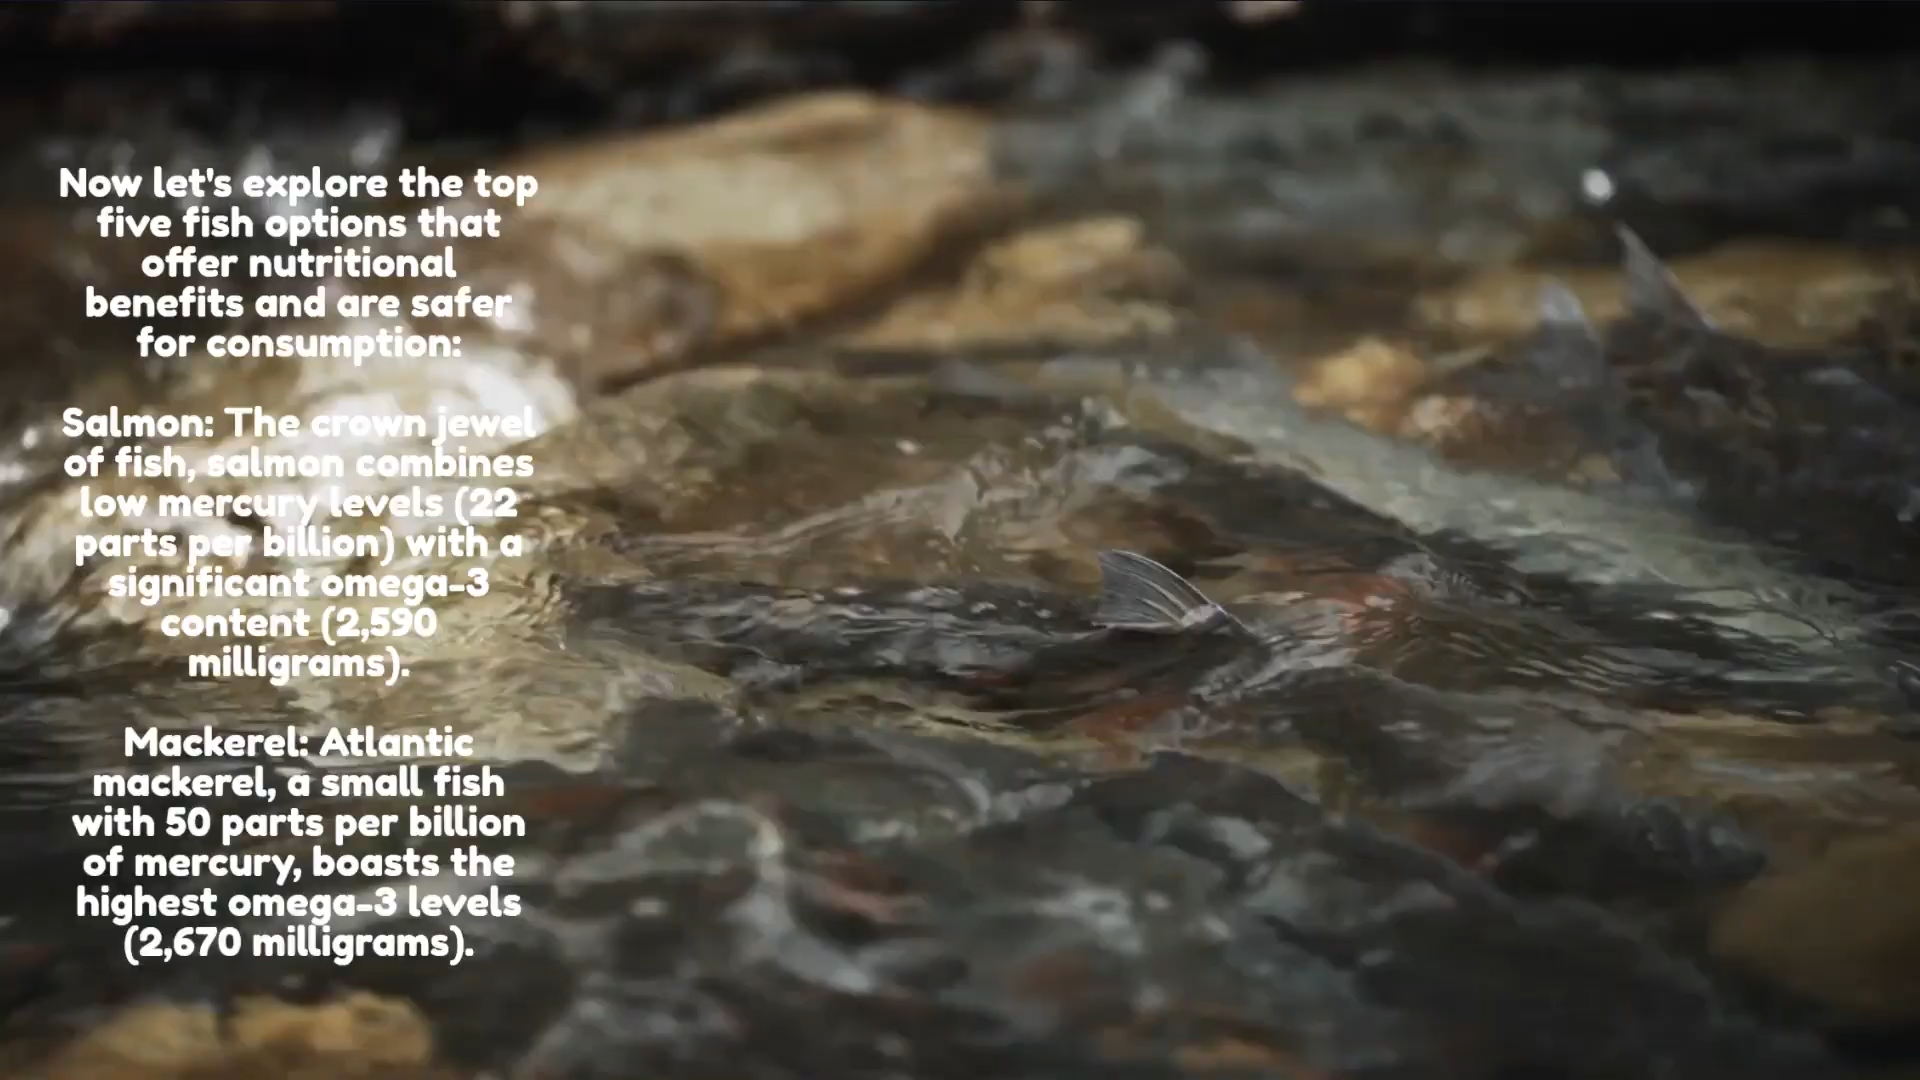 Now let's explore the top
five fish options that
offer nutritional
benefits and are safer
for consumption:
Salmon: The crown jewel
of fish, salmon combines
low mercury levels (22
parts per billion) with a
significant omega-3
content (2,590
milligrams).
Mackerel: Atlantic
mackerel, a small fish
with 50 parts per billion
of mercury, boasts the
highest omega-3 levels
(2,670 milligrams).